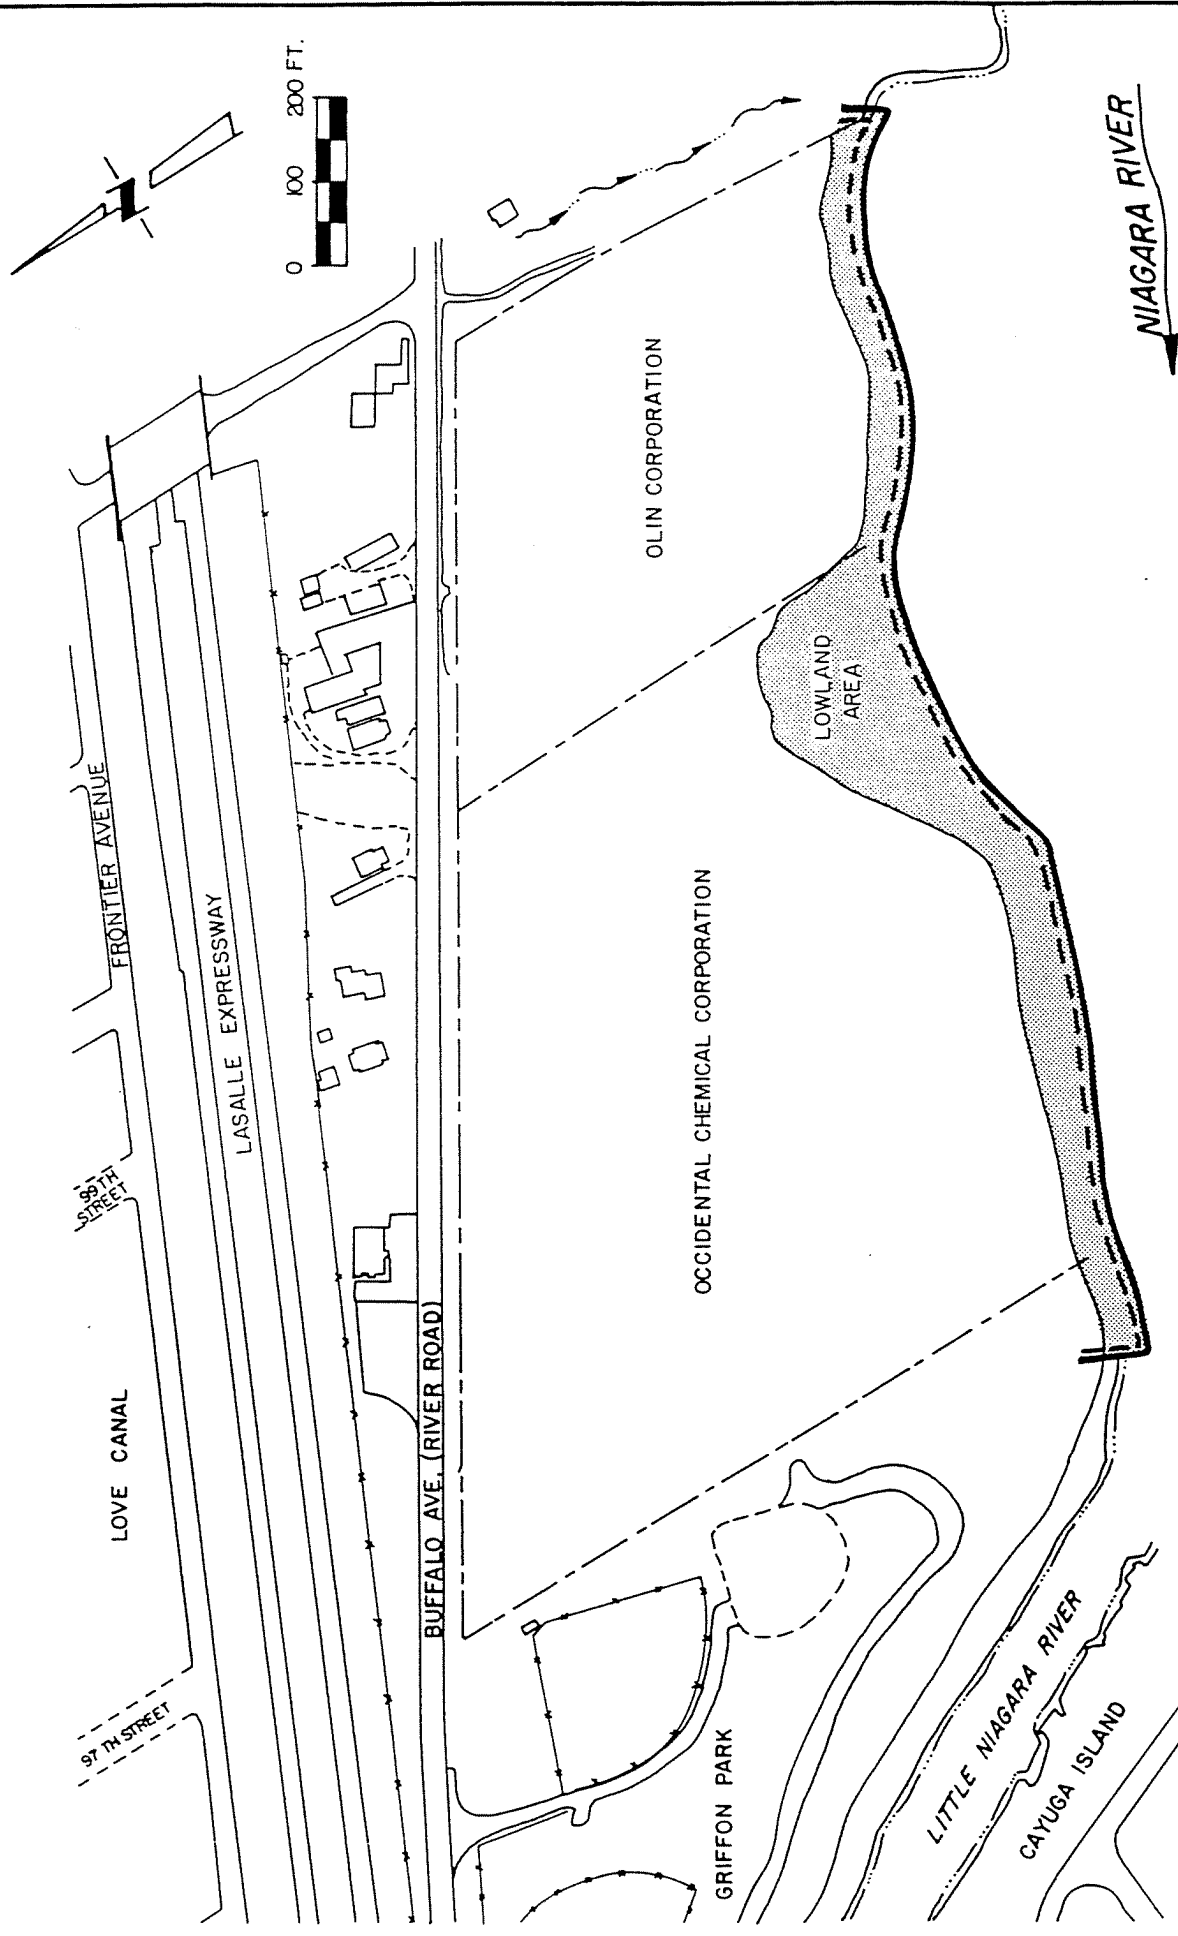 0 100 200 FT.
NIAGARA RIVER
OLIN CORPORATION
LOWLAND
AREA
FRONTIER AVENUE
LASALLE EXPRESSWAY
OCCIDENTAL CHEMICAL CORPORATION
99TH
STREET
LOVE CANAL
BUFFALO AVE. (RIVER ROAD)
97 TH STREET
GRIFFON PARK
LITTLE NIAGARA RIVER
CAYUGA ISLAND